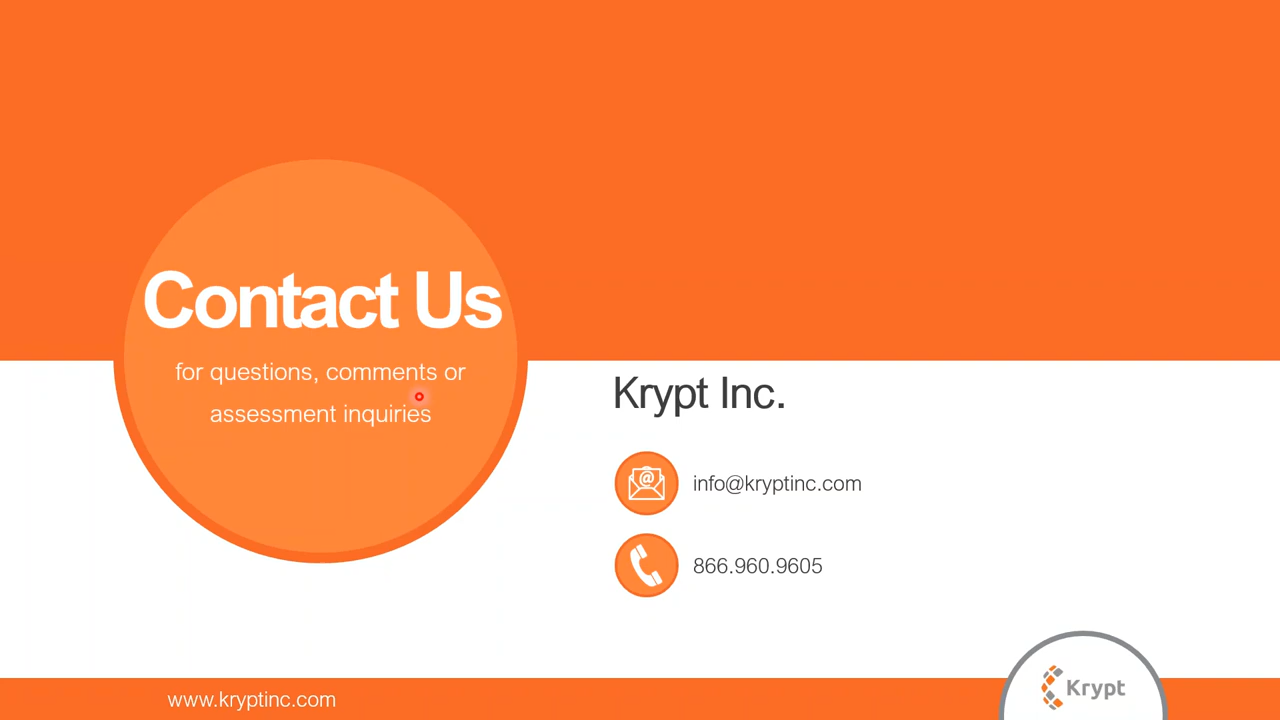 Contact Us
for questions, comments or
assessment inquiries
Krypt Inc.
@
info@kryptinc.com
866.960.9605
www.kryptinc.com
Krypt